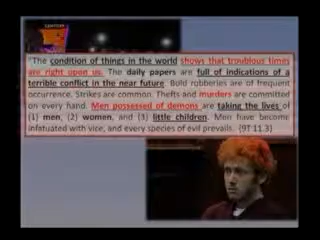 "The condition of things in the world shows that troublous times
are right upon us. The daily papers are full of indications of a
terrible conflict in the near future. Bold robberies are of frequent
occurrence. Strikes are common. Thefts and murders are committed
on every hand. Men possessed of demons are taking the lives of
(1) men, (2) women, and (3) little children. Men have become
infatuated with vice, and every species of evil prevails. {9T 11.3}